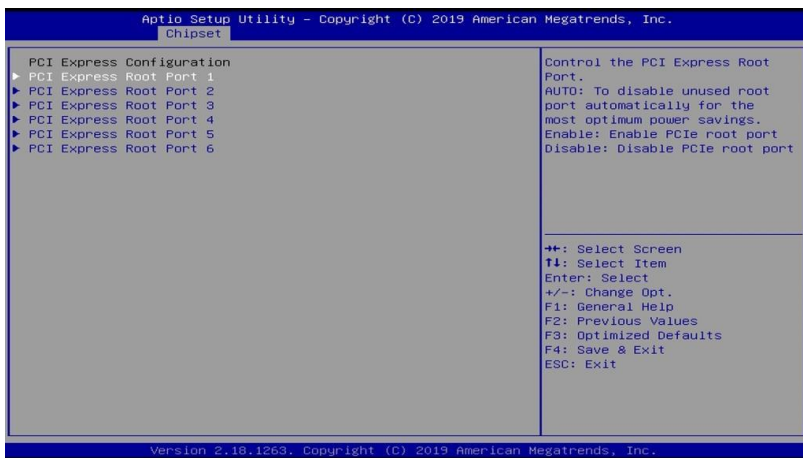 Aptio Setup Utility – Copyright (C) 2019 American Megatrends, Inc.
Chipset
PCI Express Configuration
▶ PCI Express Root Port 1
▶ PCI Express Root Port 2
▶ PCI Express Root Port 3
▶ PCI Express Root Port 4
▶ PCI Express Root Port 5
▶ PCI Express Root Port 6
Control the PCI Express Root
Port.
AUTO: To disable unused root
port automatically for the
most optimum power savings.
Enable: Enable PCIe root port
Disable: Disable PCIe root port
→←: Select Screen
↑↓: Select Item
Enter: Select
+/-: Change Opt.
F1: General Help
F2: Previous Values
F3: Optimized Defaults
F4: Save & Exit
ESC: Exit
Version 2.18.1263. Copyright (C) 2019 American Megatrends, Inc.